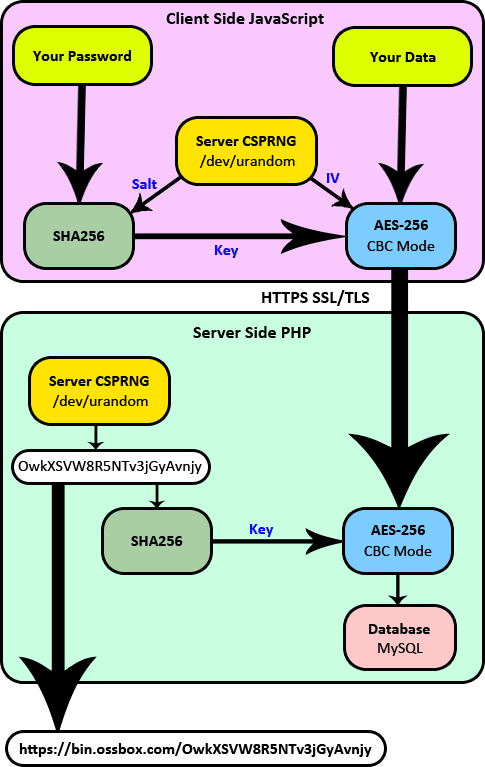 Client Side JavaScript
Your Password
Your Data
Server CSPRNG
/dev/urandom
Salt
IV
SHA256
Key
AES-256
CBC Mode
HTTPS SSL/TLS
Server Side PHP
Server CSPRNG
/dev/urandom
OwkXSVW8R5NTv3jGyAvnjy
SHA256
Key
AES-256
CBC Mode
Database
MySQL
https://bin.ossbox.com/OwkXSVW8R5NTv3jGyAvnjy